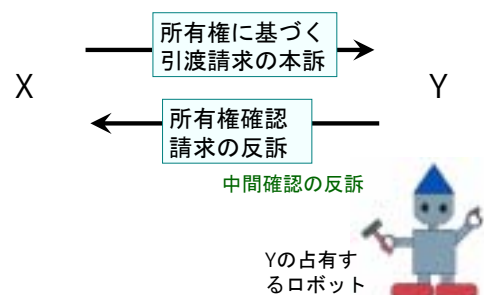 所有権に基づく
引渡請求の本訴
X
Y
所有権確認
請求の反訴
中間確認の反訴
Yの占有す
るロボット